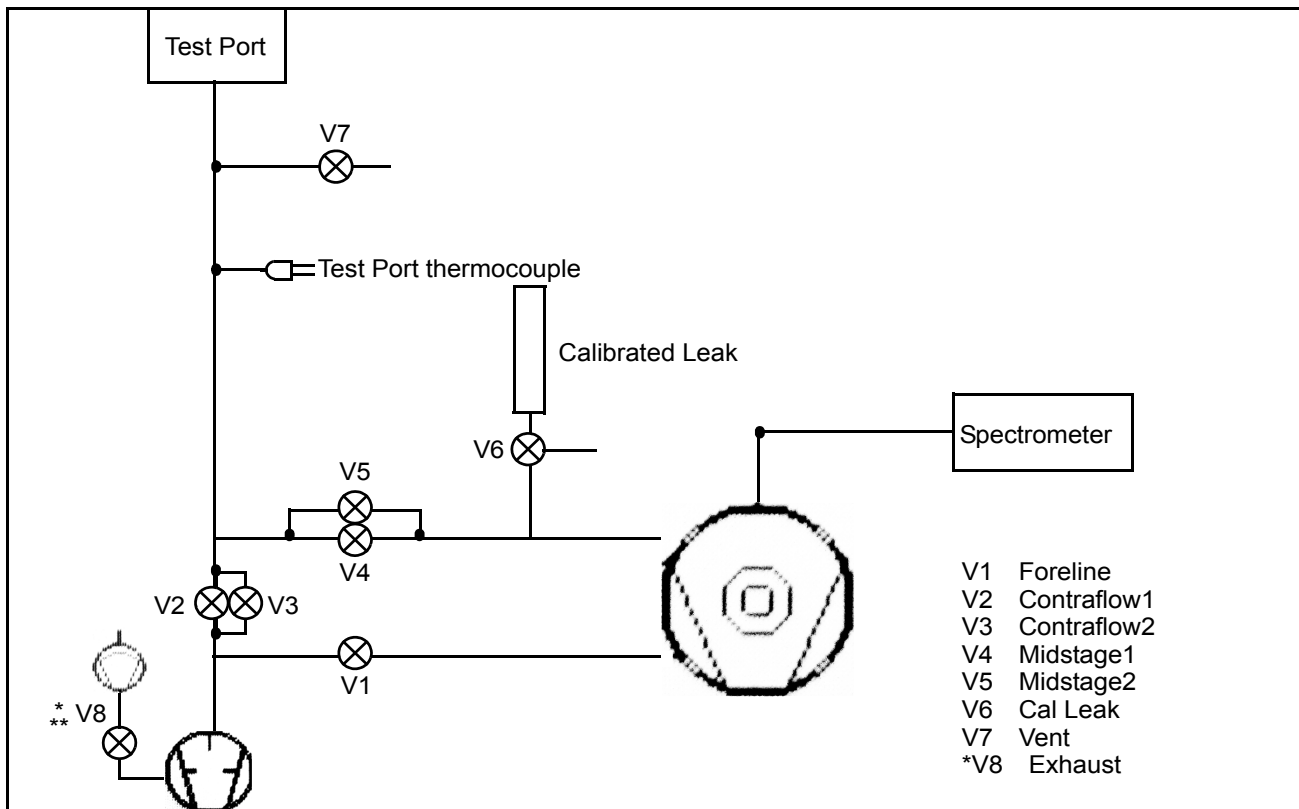 Test Port
V7
Test Port thermocouple
Calibrated Leak
Spectrometer
V6
V5
V4
V2
V3
V1
*
**
V8
V1 Foreline
V2 Contraflow1
V3 Contraflow2
V4 Midstage1
V5 Midstage2
V6 Cal Leak
V7 Vent
*V8 Exhaust